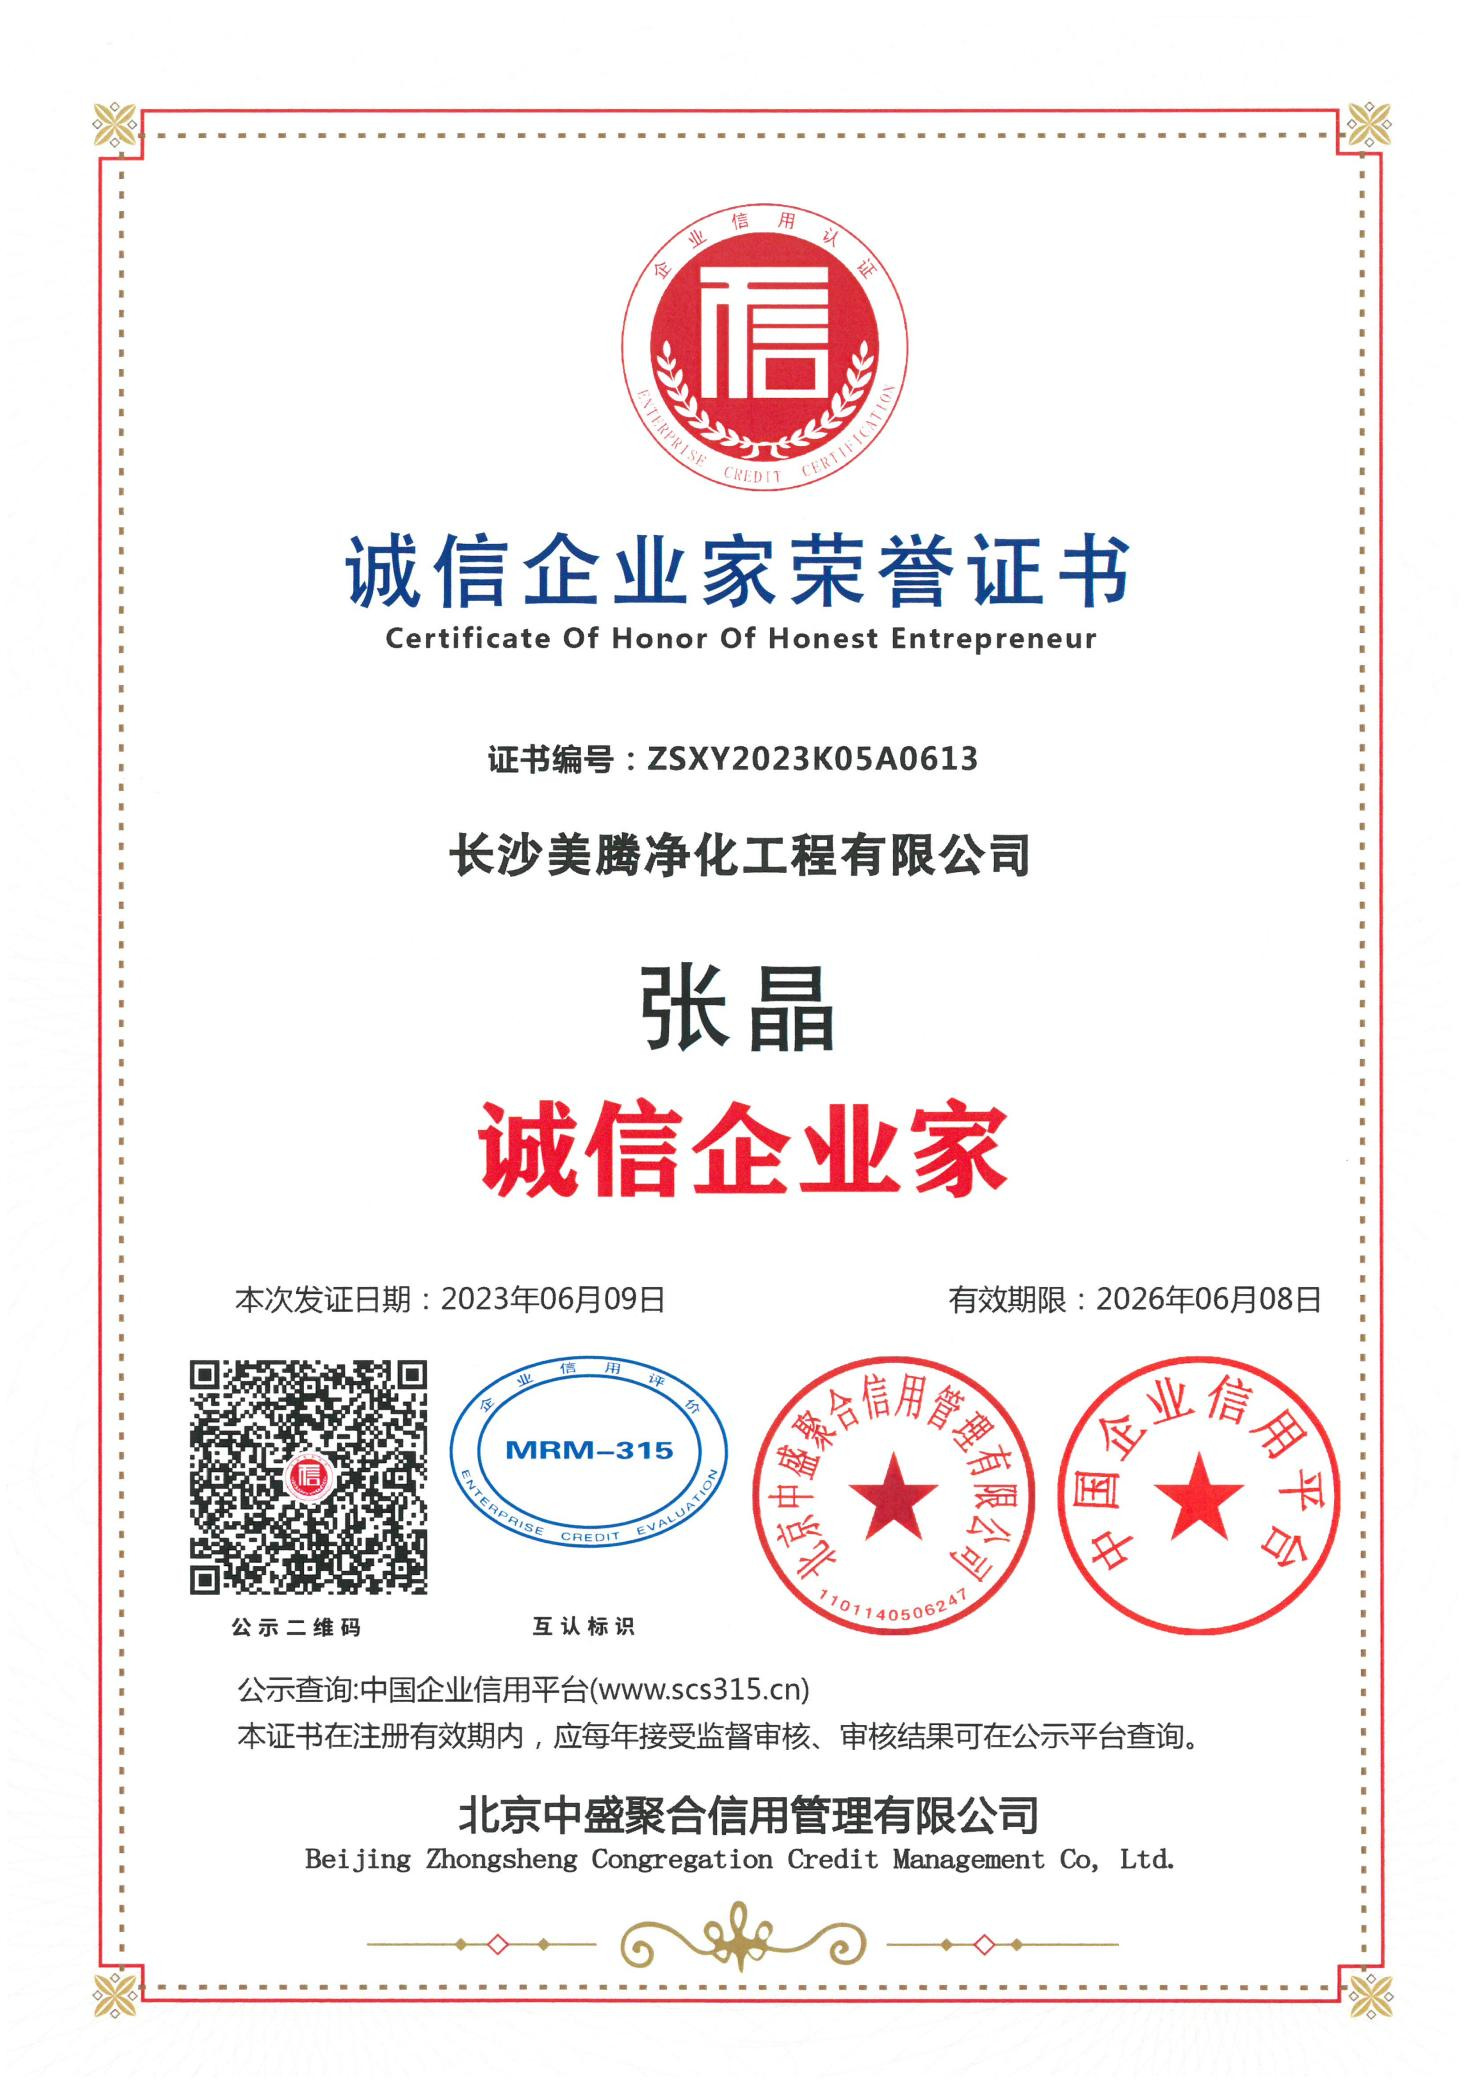 企业信用认证
信
ENTERPRISE CREDIT CERTIFICATION
诚信企业家荣誉证书
Certificate Of Honor Of Honest Entrepreneur
证书编号：ZSXY2023K05A0613
长沙美腾净化工程有限公司
张晶
诚信企业家
本次发证日期：2023年06月09日
有效期限：2026年06月08日
信
企业信用评价
MRM-315
ENTERPRISE CREDIT EVALUATION
北京中盛聚合信用管理有限公司
1101140506247
中国企业信用平台
公示二维码
互认标识
公示查询:中国企业信用平台(www.scs315.cn)
本证书在注册有效期内，应每年接受监督审核、审核结果可在公示平台查询。
北京中盛聚合信用管理有限公司
Beijing Zhongsheng Congregation Credit Management Co, Ltd.